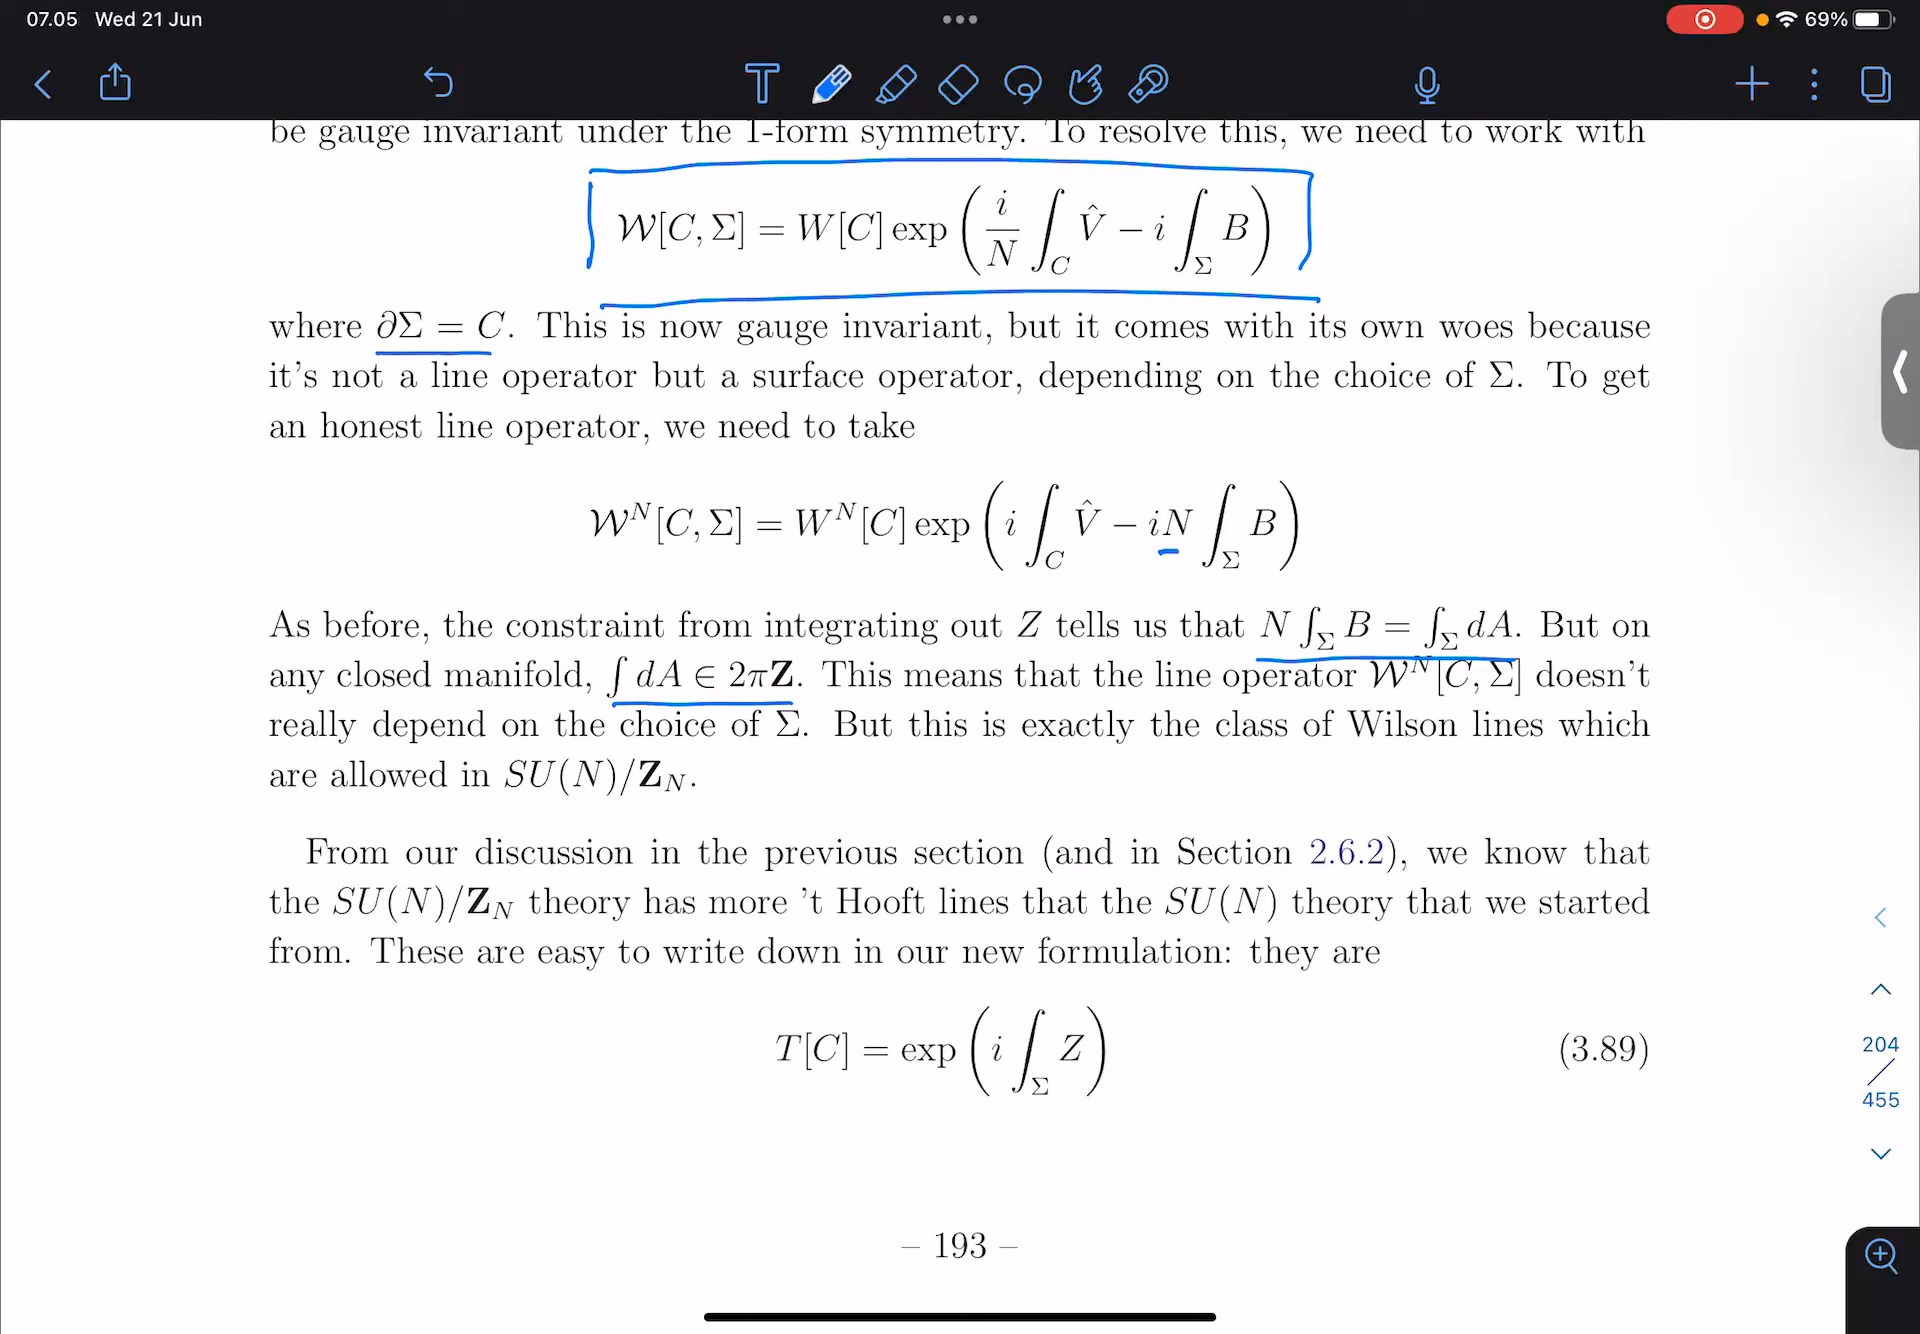 07.05 Wed 21 Jun
69%
be gauge invariant under the 1-form symmetry. To resolve this, we need to work with
𝒲[C, Σ] = W[C] exp ( i/N ∫_C V̂ − i ∫_Σ B )
where ∂Σ = C. This is now gauge invariant, but it comes with its own woes because
it's not a line operator but a surface operator, depending on the choice of Σ. To get
an honest line operator, we need to take
𝒲^N [C, Σ] = W^N [C] exp ( i ∫_C V̂ − iN ∫_Σ B )
As before, the constraint from integrating out Z tells us that N ∫_Σ B = ∫_Σ dA. But on
any closed manifold, ∫ dA ∈ 2πZ. This means that the line operator 𝒲^N [C, Σ] doesn't
really depend on the choice of Σ. But this is exactly the class of Wilson lines which
are allowed in SU(N)/Z_N.
From our discussion in the previous section (and in Section 2.6.2), we know that
the SU(N)/Z_N theory has more 't Hooft lines that the SU(N) theory that we started
from. These are easy to write down in our new formulation: they are
T[C] = exp ( i ∫_Σ Z ) (3.89)
204
/
455
– 193 –